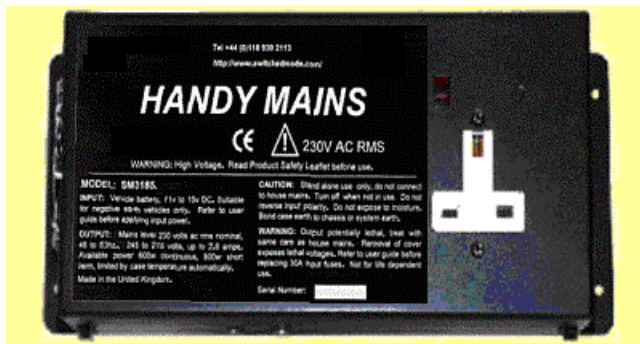 Tel +44 (0)118 930 2113
http://www.switchedmode.com/
HANDY MAINS
CE 230V AC RMS
WARNING: High Voltage. Read Product Safety Leaflet before use.
MODEL: SM3185.
INPUT: Vehicle battery, 11v to 15v DC. Suitable
for negative earth vehicles only. Refer to user
guide before applying input power.
OUTPUT: Mains level 230 volts ac rms nominal,
48 to 53Hz, 245 to 215 volts, up to 2.8 amps.
Available power 600w continuous, 800w short
term, limited by case temperature automatically.
Made in the United Kingdom.
CAUTION: Stand alone use only, do not connect
to house mains. Turn off when not in use. Do not
reverse input polarity. Do not expose to moisture.
Bond case earth to chassis or system earth.
WARNING: Output potentially lethal, treat with
same care as house mains. Removal of cover
exposes lethal voltages. Refer to user guide before
replacing 30A input fuses. Not for life dependent
use.
Serial Number: